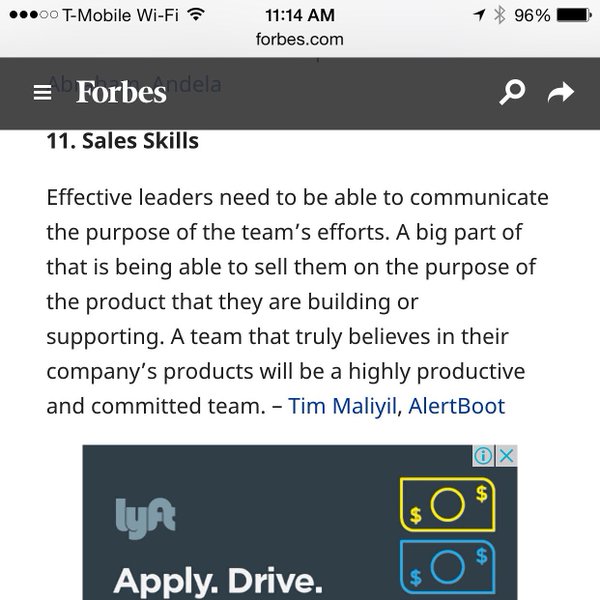 T-Mobile Wi-Fi 11:14 AM 96%
forbes.com
Abraham, Andela
Forbes
11. Sales Skills
Effective leaders need to be able to communicate
the purpose of the team’s efforts. A big part of
that is being able to sell them on the purpose of
the product that they are building or
supporting. A team that truly believes in their
company’s products will be a highly productive
and committed team. – Tim Maliyil, AlertBoot
lyft
$ $
$ $
Apply. Drive.